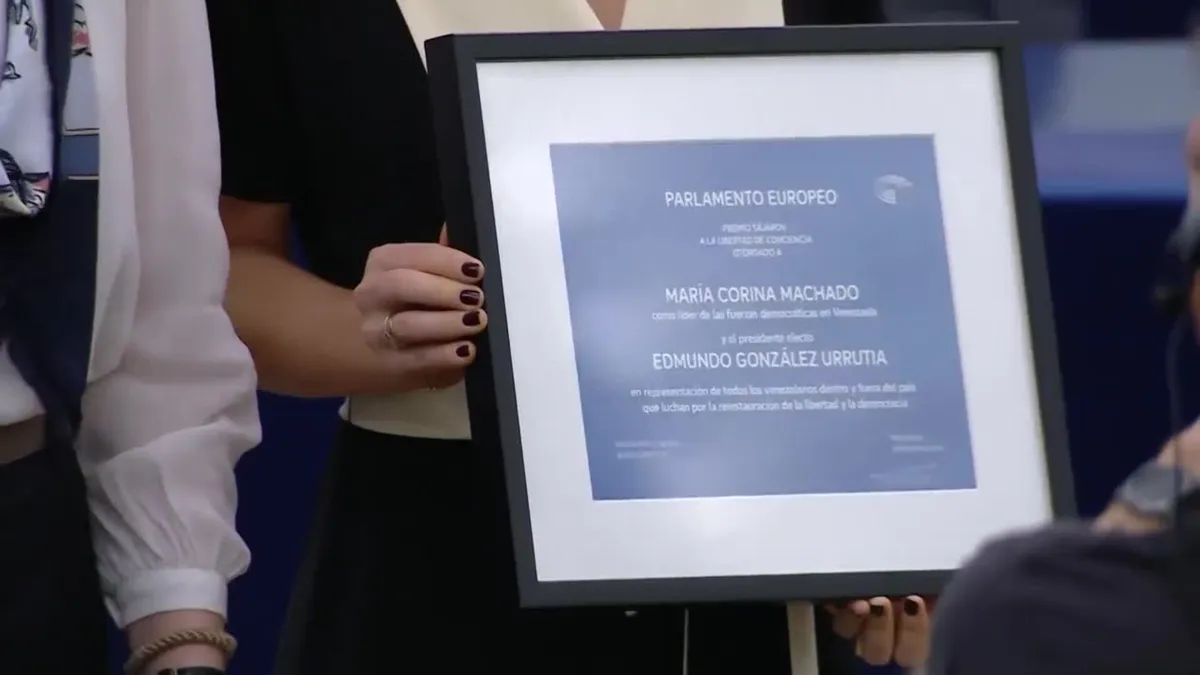 PARLAMENTO EUROPEO
PREMIO SÁJAROV
A LA LIBERTAD DE CONCIENCIA
OTORGADO A
MARÍA CORINA MACHADO
como líder de las fuerzas democráticas en Venezuela
y el presidente electo
EDMUNDO GONZÁLEZ URRUTIA
en representación de todos los venezolanos dentro y fuera del país
que luchan por la reinstauración de la libertad y la democracia